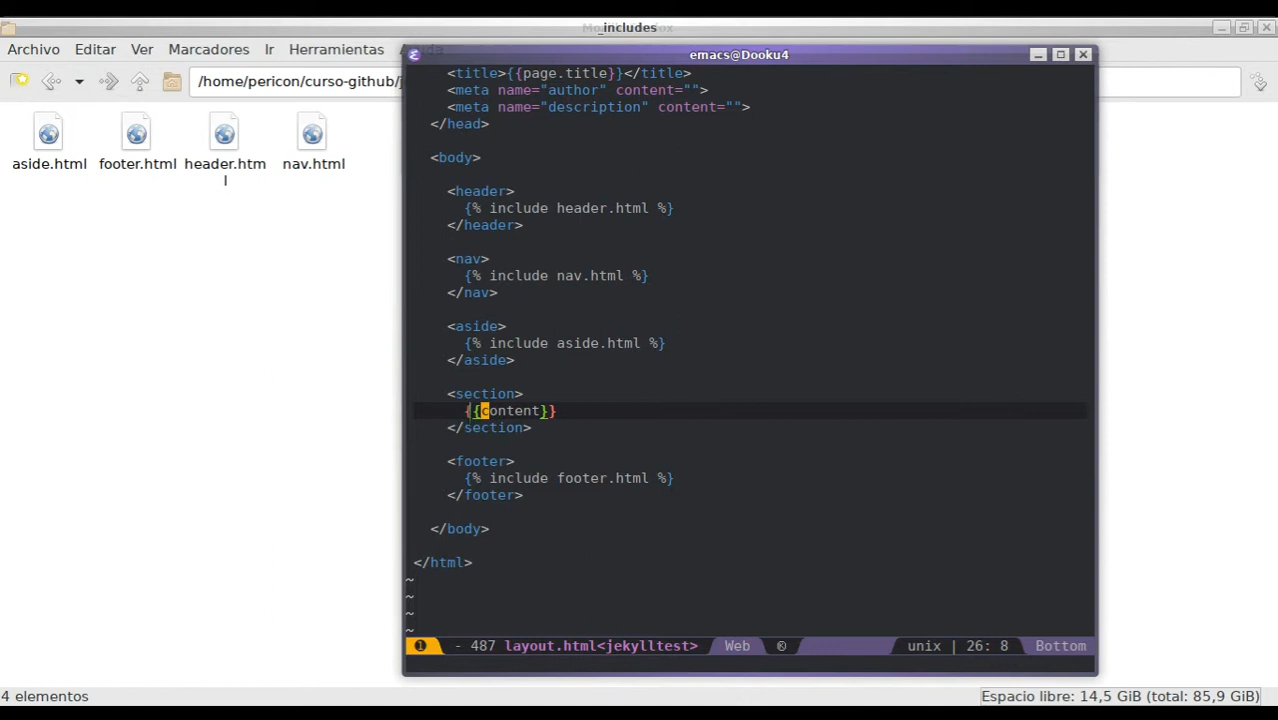 _includes
Archivo Editar Ver Marcadores Ir Herramientas
/home/pericon/curso-github/j
aside.html footer.html header.htm nav.html
l
emacs@Dooku4
<title>{{page.title}}</title>
<meta name="author" content="">
<meta name="description" content="">
</head>
<body>
<header>
{% include header.html %}
</header>
<nav>
{% include nav.html %}
</nav>
<aside>
{% include aside.html %}
</aside>
<section>
{{content}}
</section>
<footer>
{% include footer.html %}
</footer>
</body>
</html>
~
~
~
~
1 - 487 layout.html<jekylltest> Web © unix | 26: 8 Bottom
4 elementos
Espacio libre: 14,5 GiB (total: 85,9 GiB)